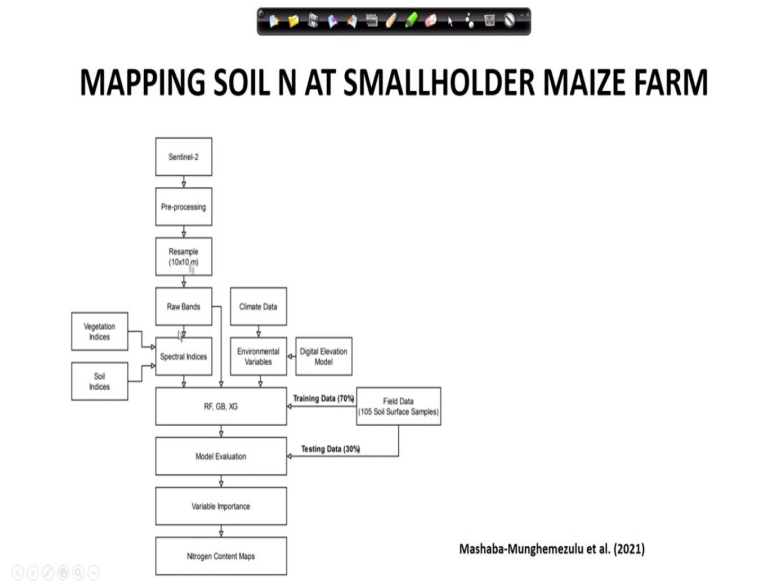 MAPPING SOIL N AT SMALLHOLDER MAIZE FARM
Sentinel-2
Pre-processing
Resample
(10x10 m)
Raw Bands
Climate Data
Vegetation
Indices
Spectral Indices
Environmental
Variables
Digital Elevation
Model
Soil
Indices
RF, GB, XG
Training Data (70%)
Field Data
(105 Soil Surface Samples)
Model Evaluation
Testing Data (30%)
Variable Importance
Nitrogen Content Maps
Mashaba-Munghemezulu et al. (2021)